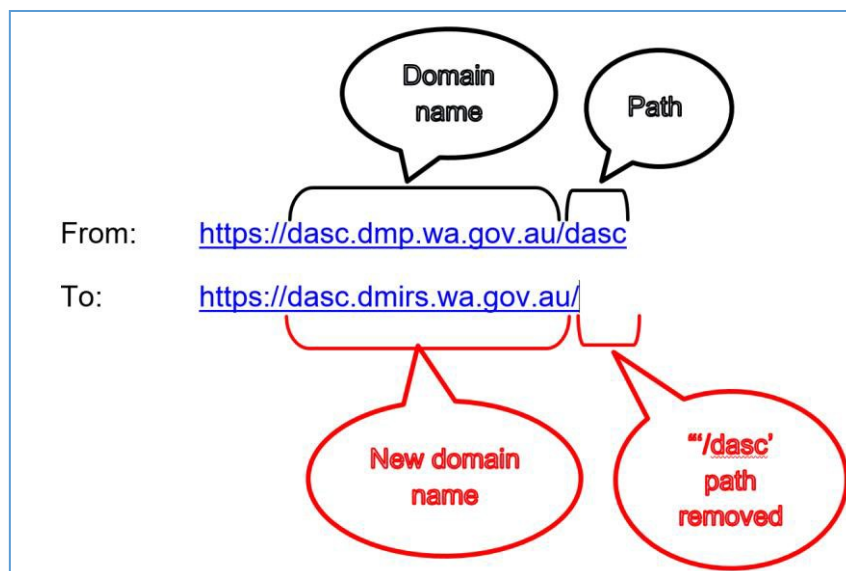 Domain
name
Path
From: https://dasc.dmp.wa.gov.au/dasc
To: https://dasc.dmirs.wa.gov.au/
New domain
name
"‘/dasc’
path
removed